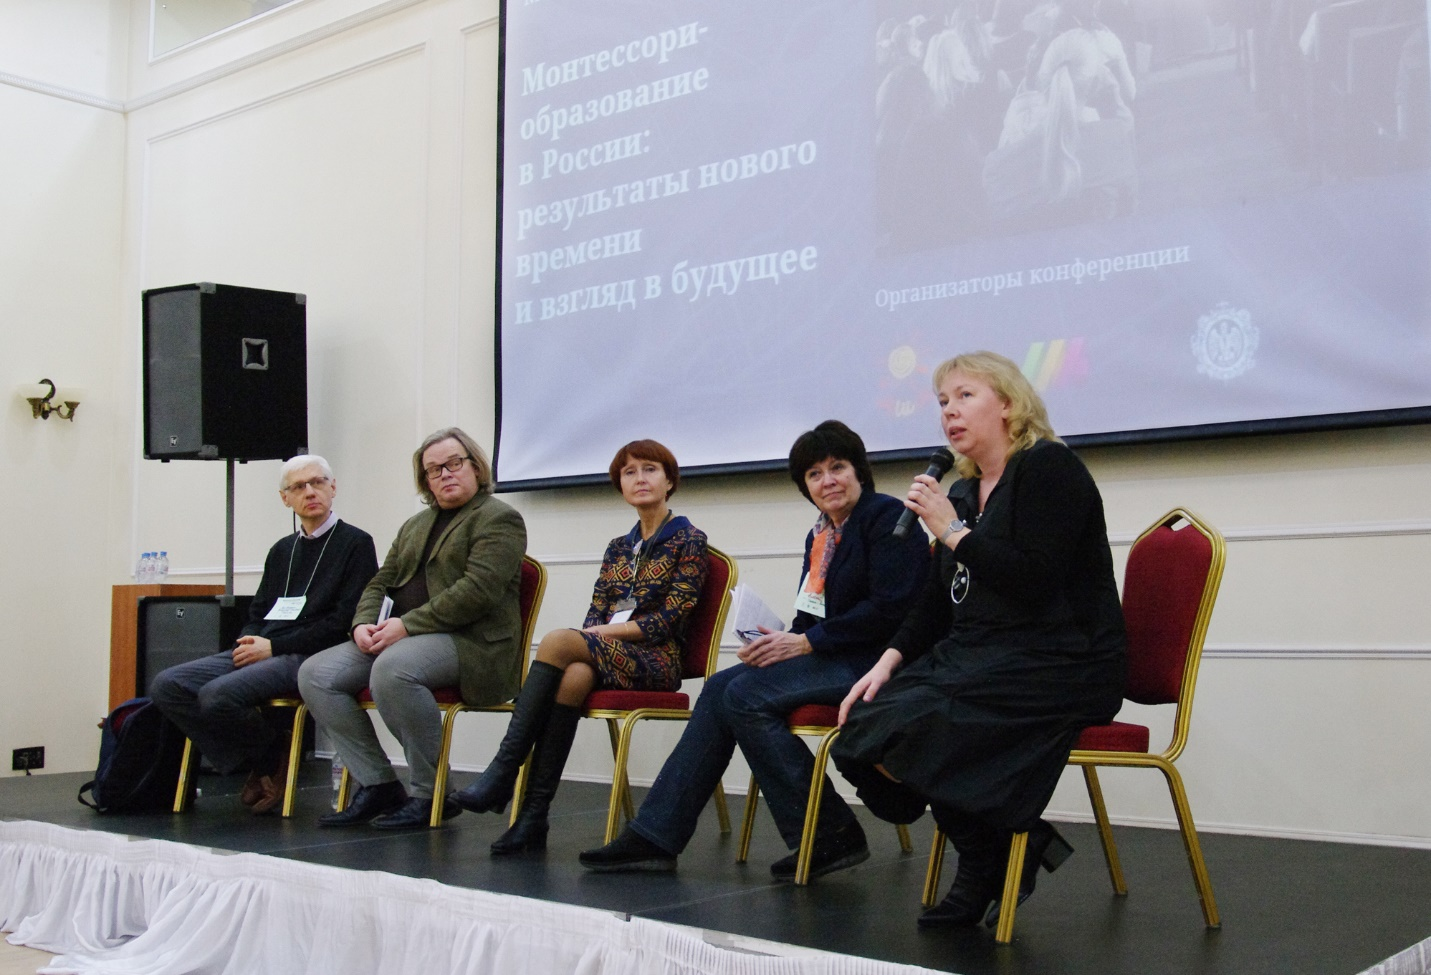 Монтессори-
образование
в России:
результаты нового
времени
и взгляд в будущее
Организаторы конференции